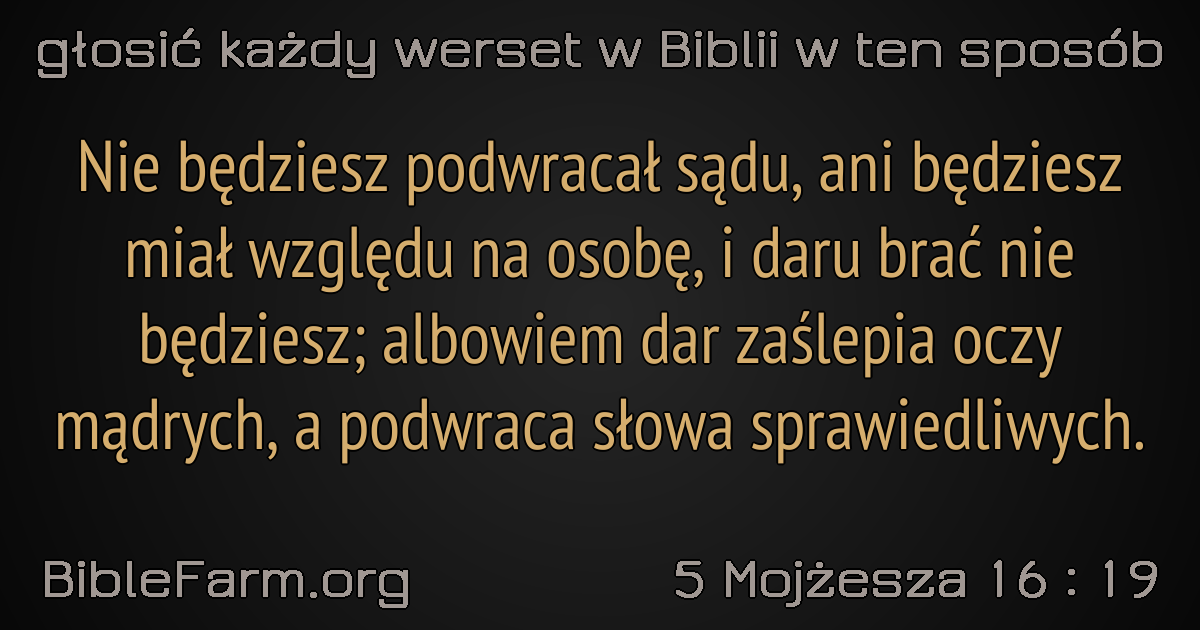 głosić każdy werset w Biblii w ten sposób
Nie będziesz podwracał sądu, ani będziesz
miał względu na osobę, i daru brać nie
będziesz; albowiem dar zaślepia oczy
mądrych, a podwraca słowa sprawiedliwych.
BibleFarm.org
5 Mojżesza 16 : 19